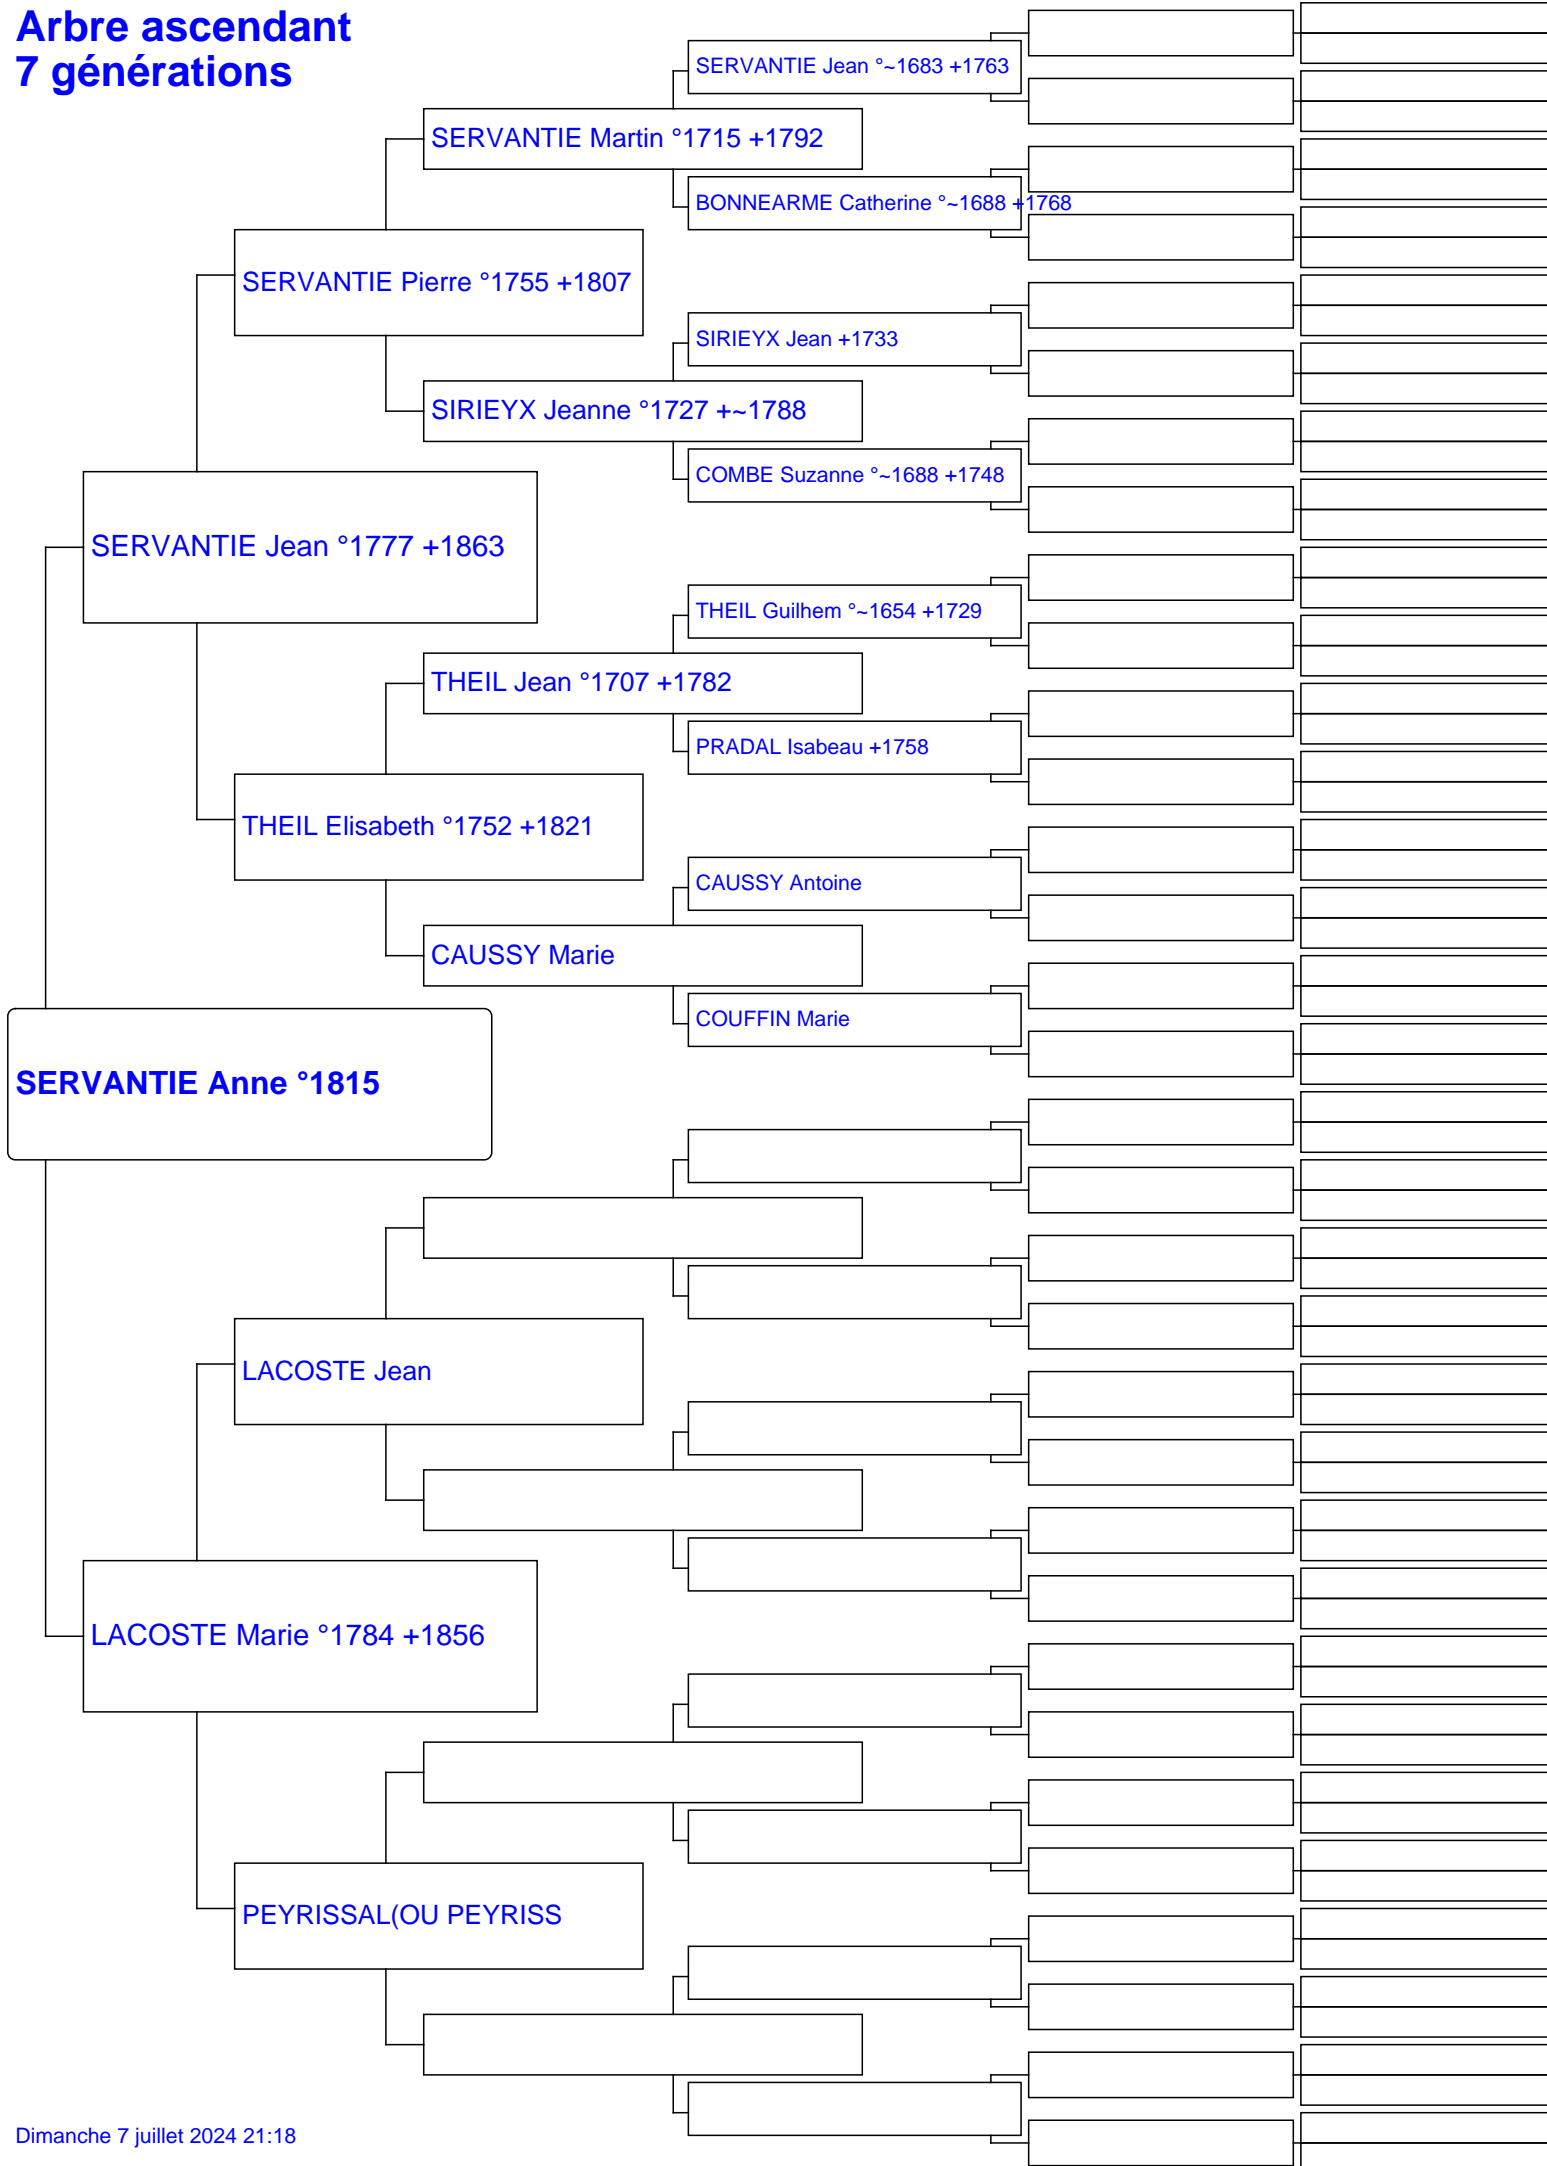 Arbre ascendant
7 générations
SERVANTIE Jean °~1683 +1763
SERVANTIE Martin °1715 +1792
BONNEARME Catherine °~1688 +1768
SERVANTIE Pierre °1755 +1807
SIRIEYX Jean +1733
SIRIEYX Jeanne °1727 +~1788
COMBE Suzanne °~1688 +1748
SERVANTIE Jean °1777 +1863
THEIL Guilhem °~1654 +1729
THEIL Jean °1707 +1782
PRADAL Isabeau +1758
THEIL Elisabeth °1752 +1821
CAUSSY Antoine
CAUSSY Marie
COUFFIN Marie
SERVANTIE Anne °1815
LACOSTE Jean
LACOSTE Marie °1784 +1856
PEYRISSAL(OU PEYRISS
Dimanche 7 juillet 2024 21:18